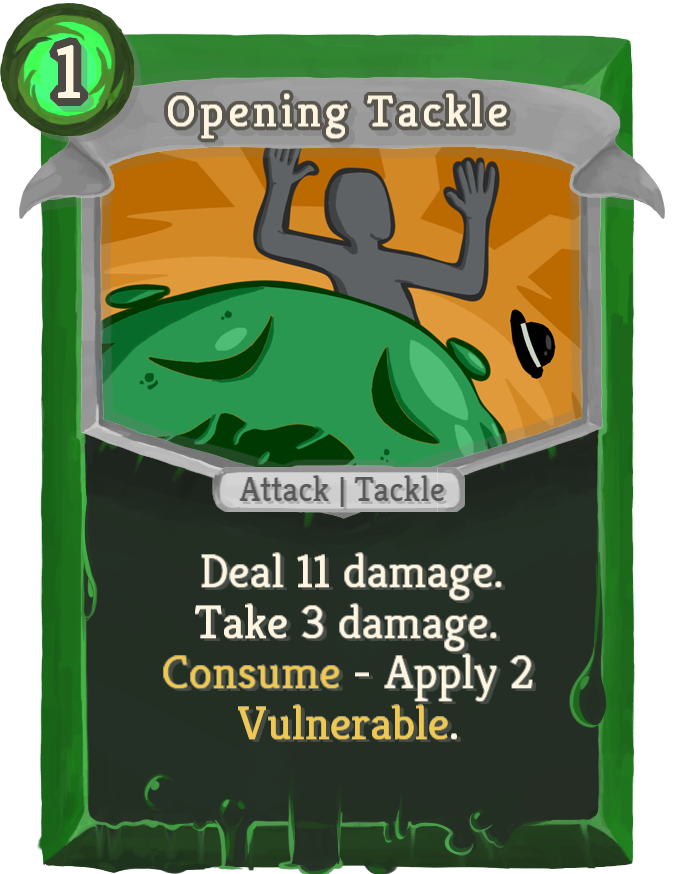 1
Opening Tackle
Attack | Tackle
Deal 11 damage.
Take 3 damage.
Consume - Apply 2
Vulnerable.